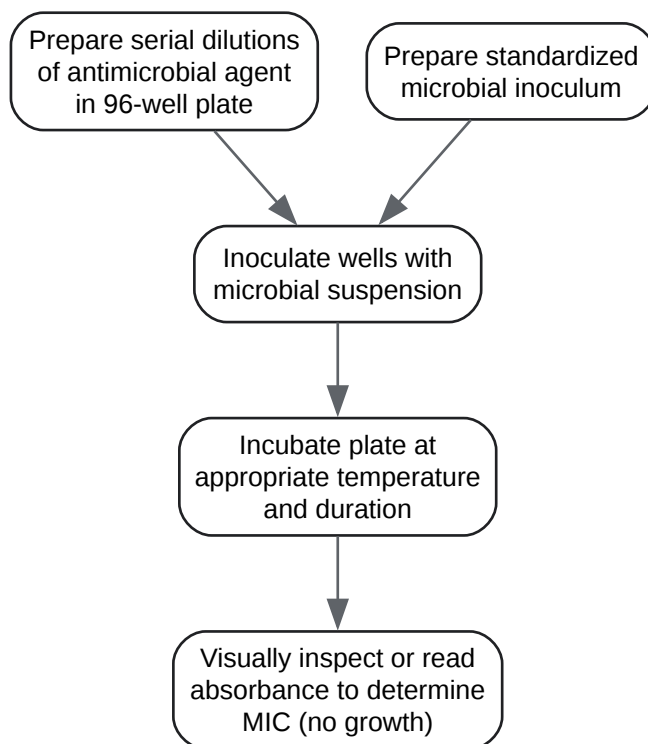 Prepare serial dilutions
of antimicrobial agent
in 96-well plate
Prepare standardized
microbial inoculum
Inoculate wells with
microbial suspension
Incubate plate at
appropriate temperature
and duration
Visually inspect or read
absorbance to determine
MIC (no growth)